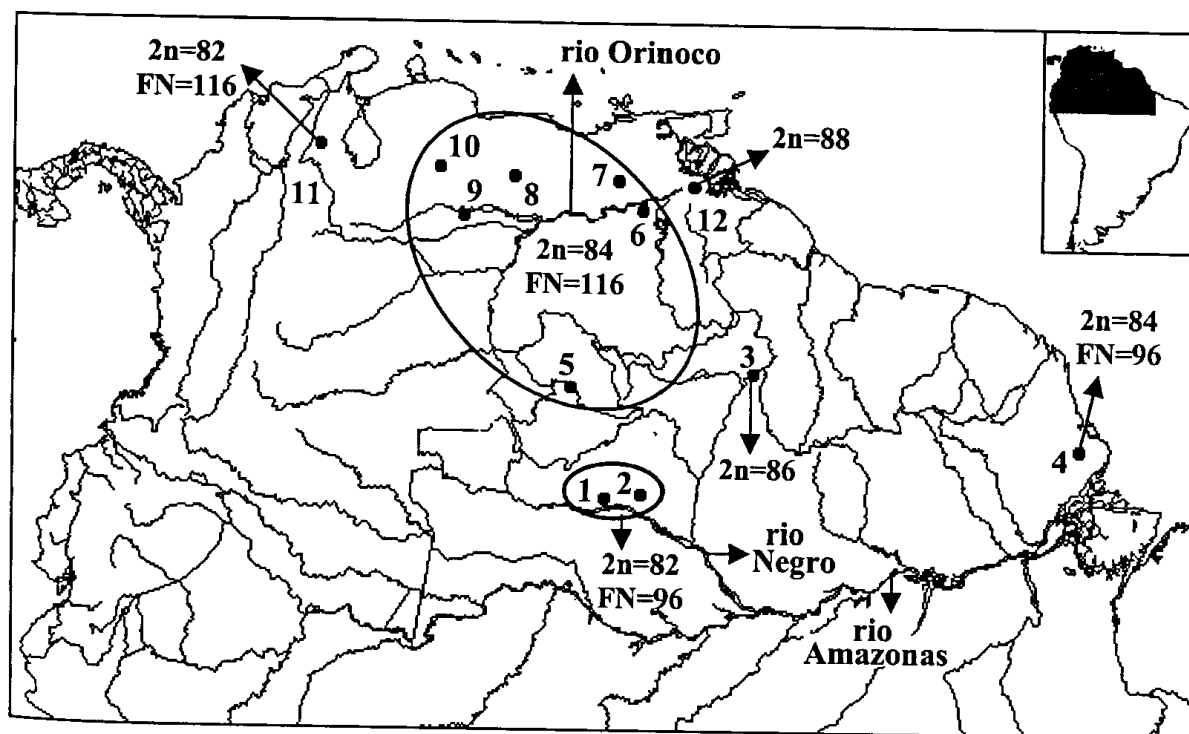 2n=82
FN=116
rio Orinoco
2n=88
10
9
8
7
6
11
12
2n=84
FN=116
2n=84
FN=96
5
3
4
2n=86
1
2
rio
Negro
2n=82
FN=96
rio
Amazonas